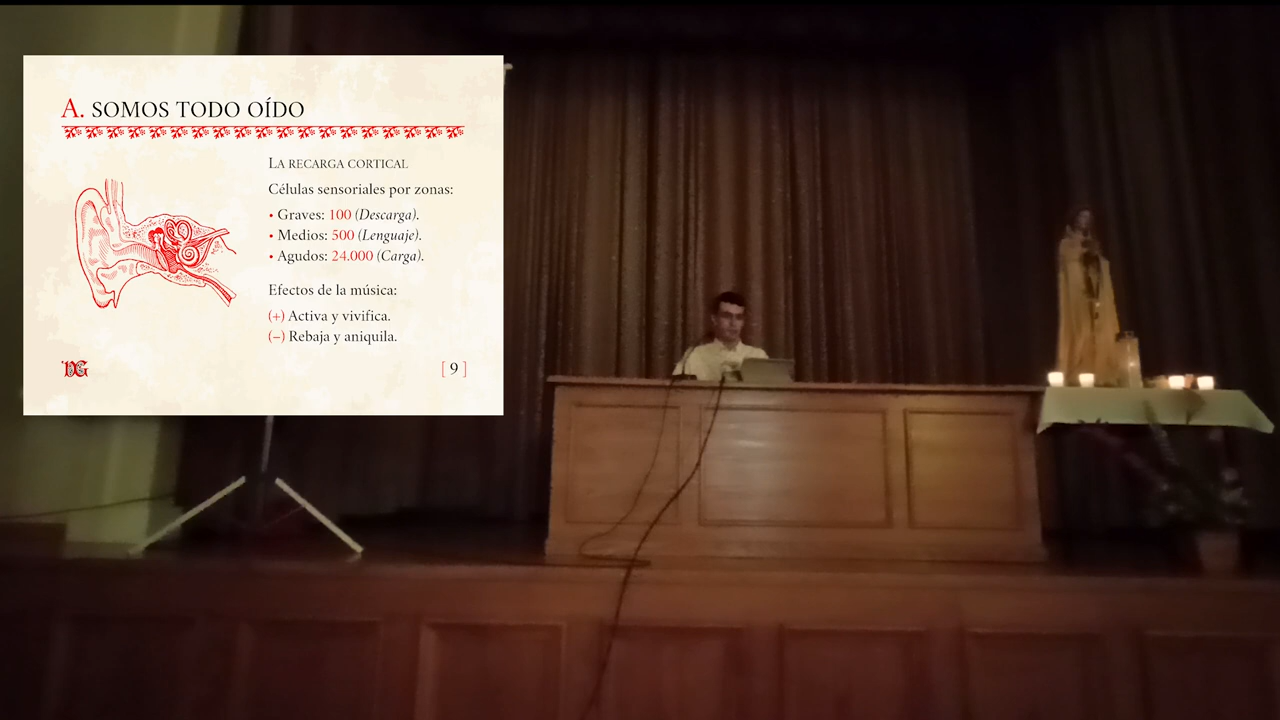 A. SOMOS TODO OÍDO
LA RECARGA CORTICAL
Células sensoriales por zonas:
• Graves: 100 (Descarga).
• Medios: 500 (Lenguaje).
• Agudos: 24.000 (Carga).
Efectos de la música:
(+) Activa y vivifica.
(–) Rebaja y aniquila.
[ 9 ]